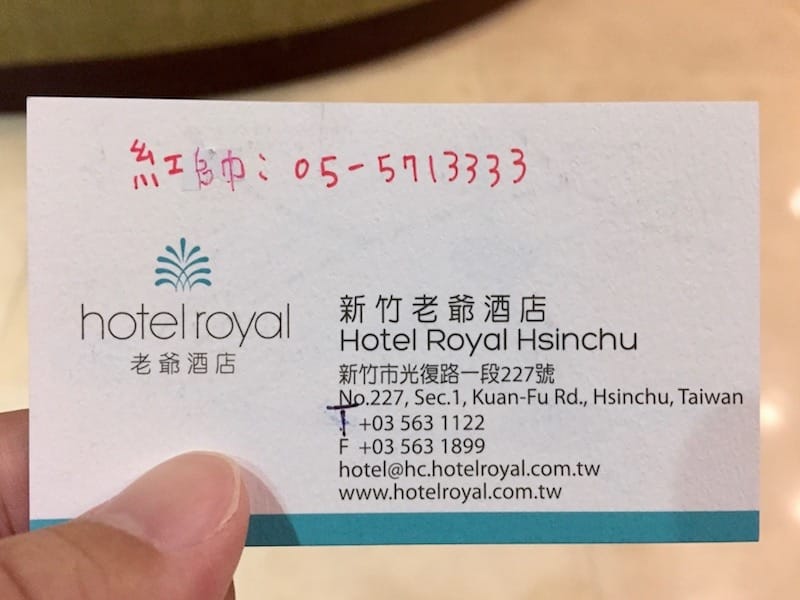 紅帥：05-5713333
hotel royal
老爺酒店
新竹老爺酒店
Hotel Royal Hsinchu
新竹市光復路一段227號
No.227, Sec.1, Kuan-Fu Rd., Hsinchu, Taiwan
T +03 563 1122
F +03 563 1899
hotel@hc.hotelroyal.com.tw
www.hotelroyal.com.tw